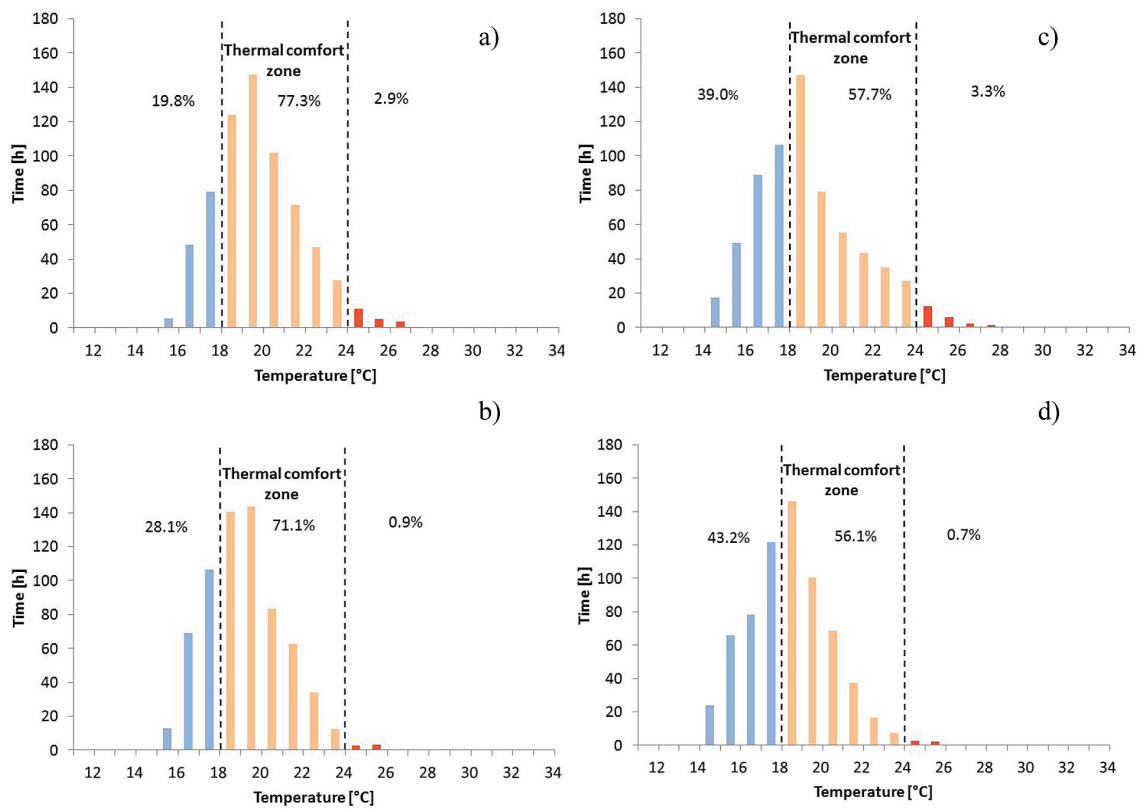 a)
Thermal comfort
zone
19.8%
77.3%
2.9%
180
160
140
120
100
80
60
40
20
0
Time [h]
12 14 16 18 20 22 24 26 28 30 32 34
Temperature [°C]
c)
Thermal comfort
zone
39.0%
57.7%
3.3%
180
160
140
120
100
80
60
40
20
0
Time [h]
12 14 16 18 20 22 24 26 28 30 32 34
Temperature [°C]
b)
Thermal comfort
zone
28.1%
71.1%
0.9%
180
160
140
120
100
80
60
40
20
0
Time [h]
12 14 16 18 20 22 24 26 28 30 32 34
Temperature [°C]
d)
Thermal comfort
zone
43.2%
56.1%
0.7%
180
160
140
120
100
80
60
40
20
0
Time [h]
12 14 16 18 20 22 24 26 28 30 32 34
Temperature [°C]